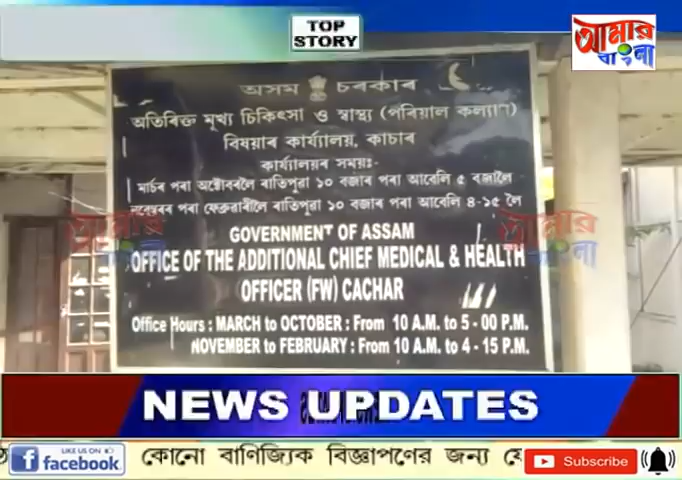 TOP
STORY
আমার
বাংলা
অসম চৰকাৰ
অতিৰিক্ত মুখ্য চিকিৎসা ও স্বাস্থ্য (পৰিয়াল কল্যাণ)
বিষয়াৰ কাৰ্য্যালয়, কাচাৰ
কাৰ্য্যালয়ৰ সময়ঃ-
মাৰ্চৰ পৰা অক্টোবৰলৈ ৰাতিপুৱা ১০ বজাৰ পৰা আবেলি ৫ বজালৈ
নৱেম্বৰৰ পৰা ফেব্ৰুৱাৰীলৈ ৰাতিপুৱা ১০ বজাৰ পৰা আবেলি ৪-১৫ লৈ
GOVERNMENT OF ASSAM
OFFICE OF THE ADDITIONAL CHIEF MEDICAL & HEALTH
OFFICER (FW) CACHAR
Office Hours : MARCH to OCTOBER : From 10 A.M. to 5 - 00 P.M.
NOVEMBER to FEBRUARY : From 10 A.M. to 4 - 15 P.M.
NEWS UPDATES
LIKE US ON
facebook
কোনো বাণিজ্যিক বিজ্ঞাপণের জন্য
Subscribe